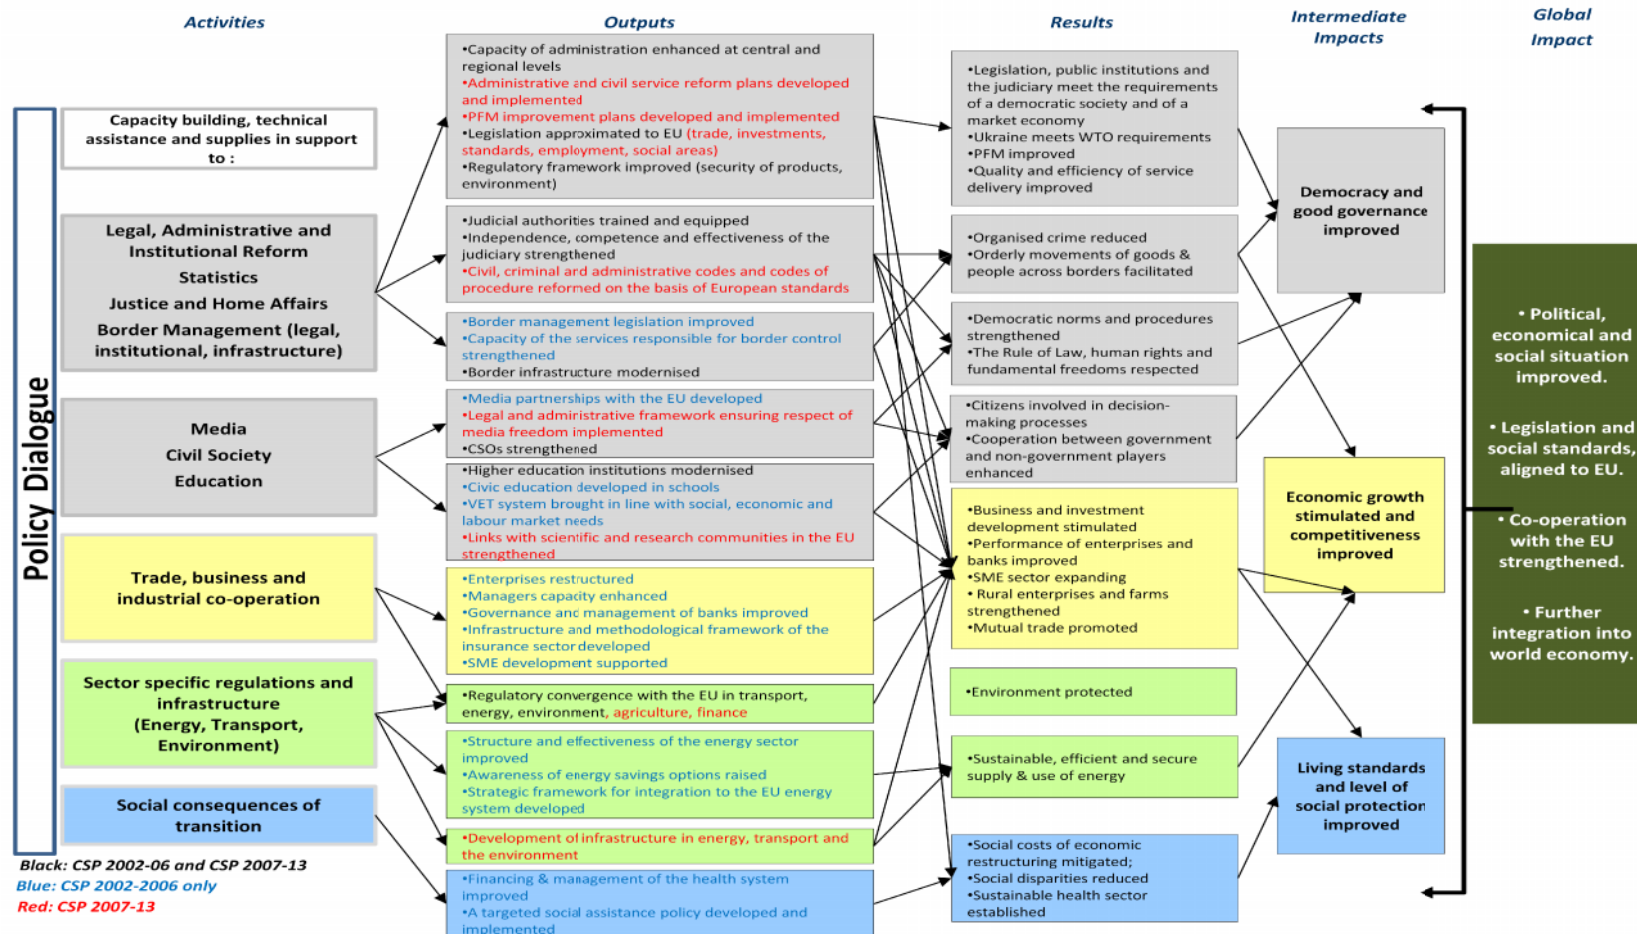 Activities
Outputs
Results
Intermediate
Impacts
Global
Impact
Policy Dialogue
Capacity building, technical
assistance and supplies in support
to :
Legal, Administrative and
Institutional Reform
Statistics
Justice and Home Affairs
Border Management (legal,
institutional, infrastructure)
Media
Civil Society
Education
Trade, business and
industrial co-operation
Sector specific regulations and
infrastructure
(Energy, Transport,
Environment)
Social consequences of
transition
Black: CSP 2002-06 and CSP 2007-13
Blue: CSP 2002-2006 only
Red: CSP 2007-13
•Capacity of administration enhanced at central and
regional levels
•Administrative and civil service reform plans developed
and implemented
•PFM improvement plans developed and implemented
•Legislation approximated to EU (trade, investments,
standards, employment, social areas)
•Regulatory framework improved (security of products,
environment)
•Judicial authorities trained and equipped
•Independence, competence and effectiveness of the
judiciary strengthened
•Civil, criminal and administrative codes and codes of
procedure reformed on the basis of European standards
•Border management legislation improved
•Capacity of the services responsible for border control
strengthened
•Border infrastructure modernised
•Media partnerships with the EU developed
•Legal and administrative framework ensuring respect of
media freedom implemented
•CSOs strengthened
•Higher education institutions modernised
•Civic education developed in schools
•VET system brought in line with social, economic and
labour market needs
•Links with scientific and research communities in the EU
strengthened
•Enterprises restructured
•Managers capacity enhanced
•Governance and management of banks improved
•Infrastructure and methodological framework of the
insurance sector developed
•SME development supported
•Regulatory convergence with the EU in transport,
energy, environment, agriculture, finance
•Structure and effectiveness of the energy sector
improved
•Awareness of energy savings options raised
•Strategic framework for integration to the EU energy
system developed
•Development of infrastructure in energy, transport and
the environment
•Financing & management of the health system
improved
•A targeted social assistance policy developed and
implemented
•Legislation, public institutions and
the judiciary meet the requirements
of a democratic society and of a
market economy
•Ukraine meets WTO requirements
•PFM improved
•Quality and efficiency of service
delivery improved
•Organised crime reduced
•Orderly movements of goods &
people across borders facilitated
•Democratic norms and procedures
strengthened
•The Rule of Law, human rights and
fundamental freedoms respected
•Citizens involved in decision-
making processes
•Cooperation between government
and non-government players
enhanced
•Business and investment
development stimulated
•Performance of enterprises and
banks improved
•SME sector expanding
• Rural enterprises and farms
strengthened
•Mutual trade promoted
•Environment protected
•Sustainable, efficient and secure
supply & use of energy
•Social costs of economic
restructuring mitigated;
•Social disparities reduced
•Sustainable health sector
established
Democracy and
good governance
improved
Economic growth
stimulated and
competitiveness
improved
Living standards
and level of
social protection
improved
• Political,
economical and
social situation
improved.
• Legislation and
social standards,
aligned to EU.
• Co-operation
with the EU
strengthened.
• Further
integration into
world economy.